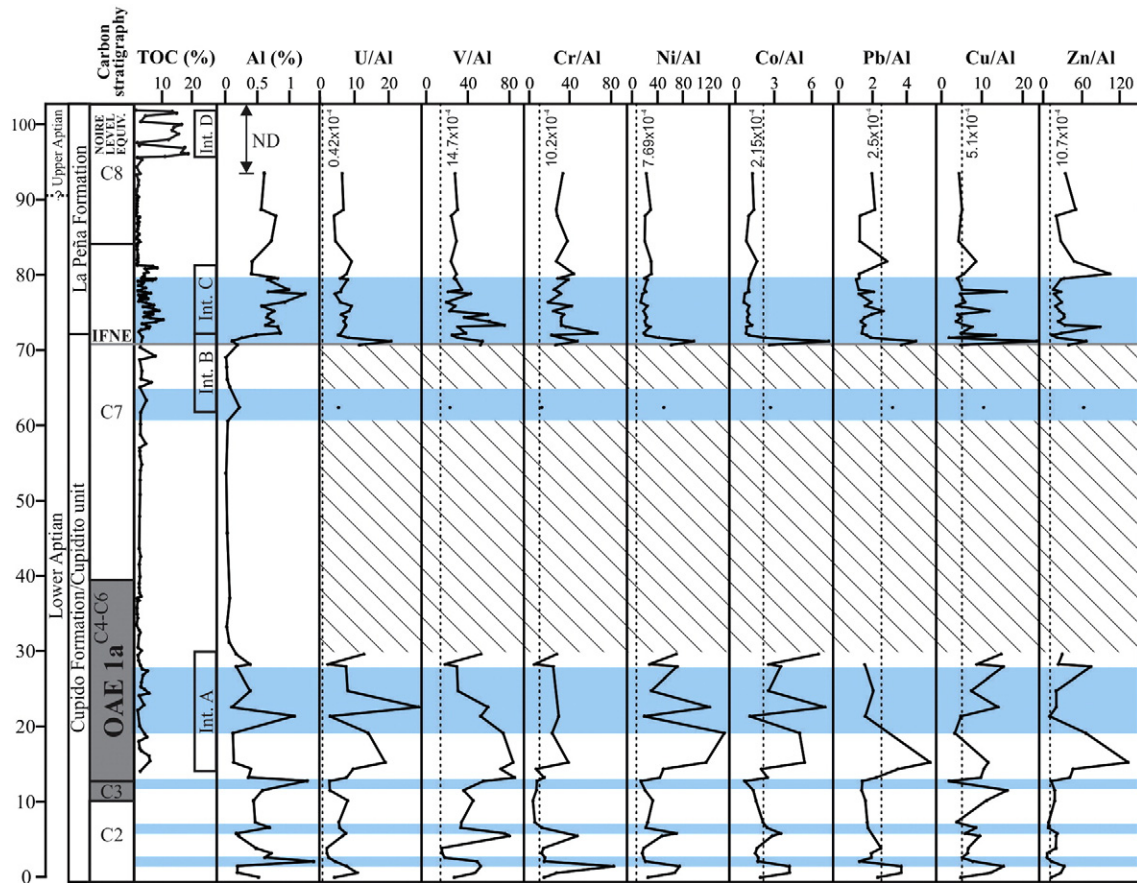 Carbon
stratigraphy
TOC (%)
Al (%)
U/Al
V/Al
Cr/Al
Ni/Al
Co/Al
Pb/Al
Cu/Al
Zn/Al
10 20
0 0.5 1
0 10 20
0 40 80
0 40 80
0 40 80 120
0 2 4 6
0 2 4
0 10 20
0 60 120
100
90
80
70
60
50
40
30
20
10
0
? Upper Aptian
Lower Aptian
La Peña Formation
Cupido Formation/Cupidito unit
NOIRE
LEVEL
EQUIV.
C8
IFNE
C7
C4-C6
OAE 1a
C3
C2
Int. D
Int. C
Int. B
Int. A
ND
0.42x10⁻⁴
14.7x10⁻⁴
10.2x10⁻⁴
7.69x10⁻⁴
2.15x10⁻⁴
2.5x10⁻⁴
5.1x10⁻⁴
10.7x10⁻⁴